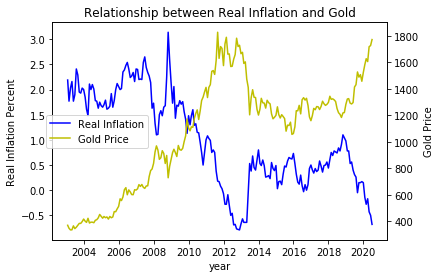 Relationship between Real Inflation and Gold
Real Inflation Percent
3.0
2.5
2.0
1.5
1.0
0.5
0.0
−0.5
Real Inflation
Gold Price
1800
1600
1400
1200
1000
800
600
400
Gold Price
2004 2006 2008 2010 2012 2014 2016 2018 2020
year